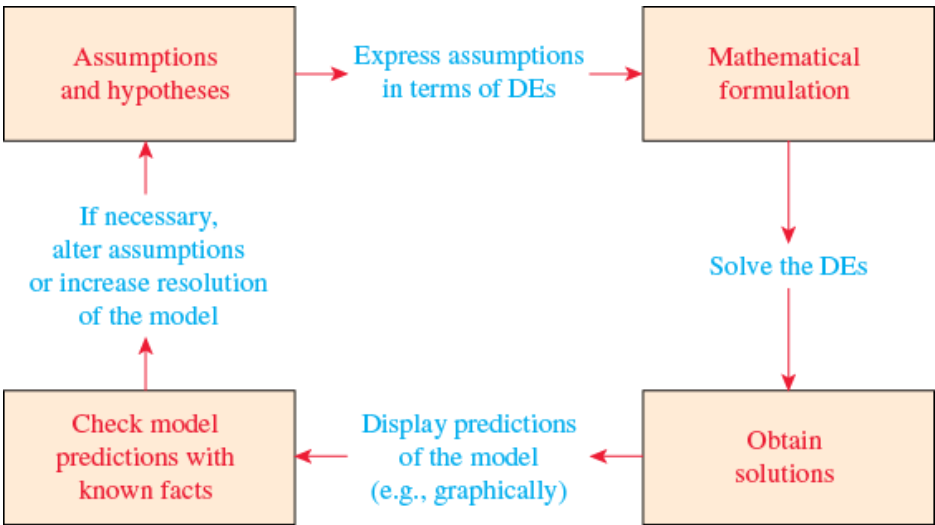 Assumptions
and hypotheses
Express assumptions
in terms of DEs
Mathematical
formulation
If necessary,
alter assumptions
or increase resolution
of the model
Solve the DEs
Check model
predictions with
known facts
Display predictions
of the model
(e.g., graphically)
Obtain
solutions